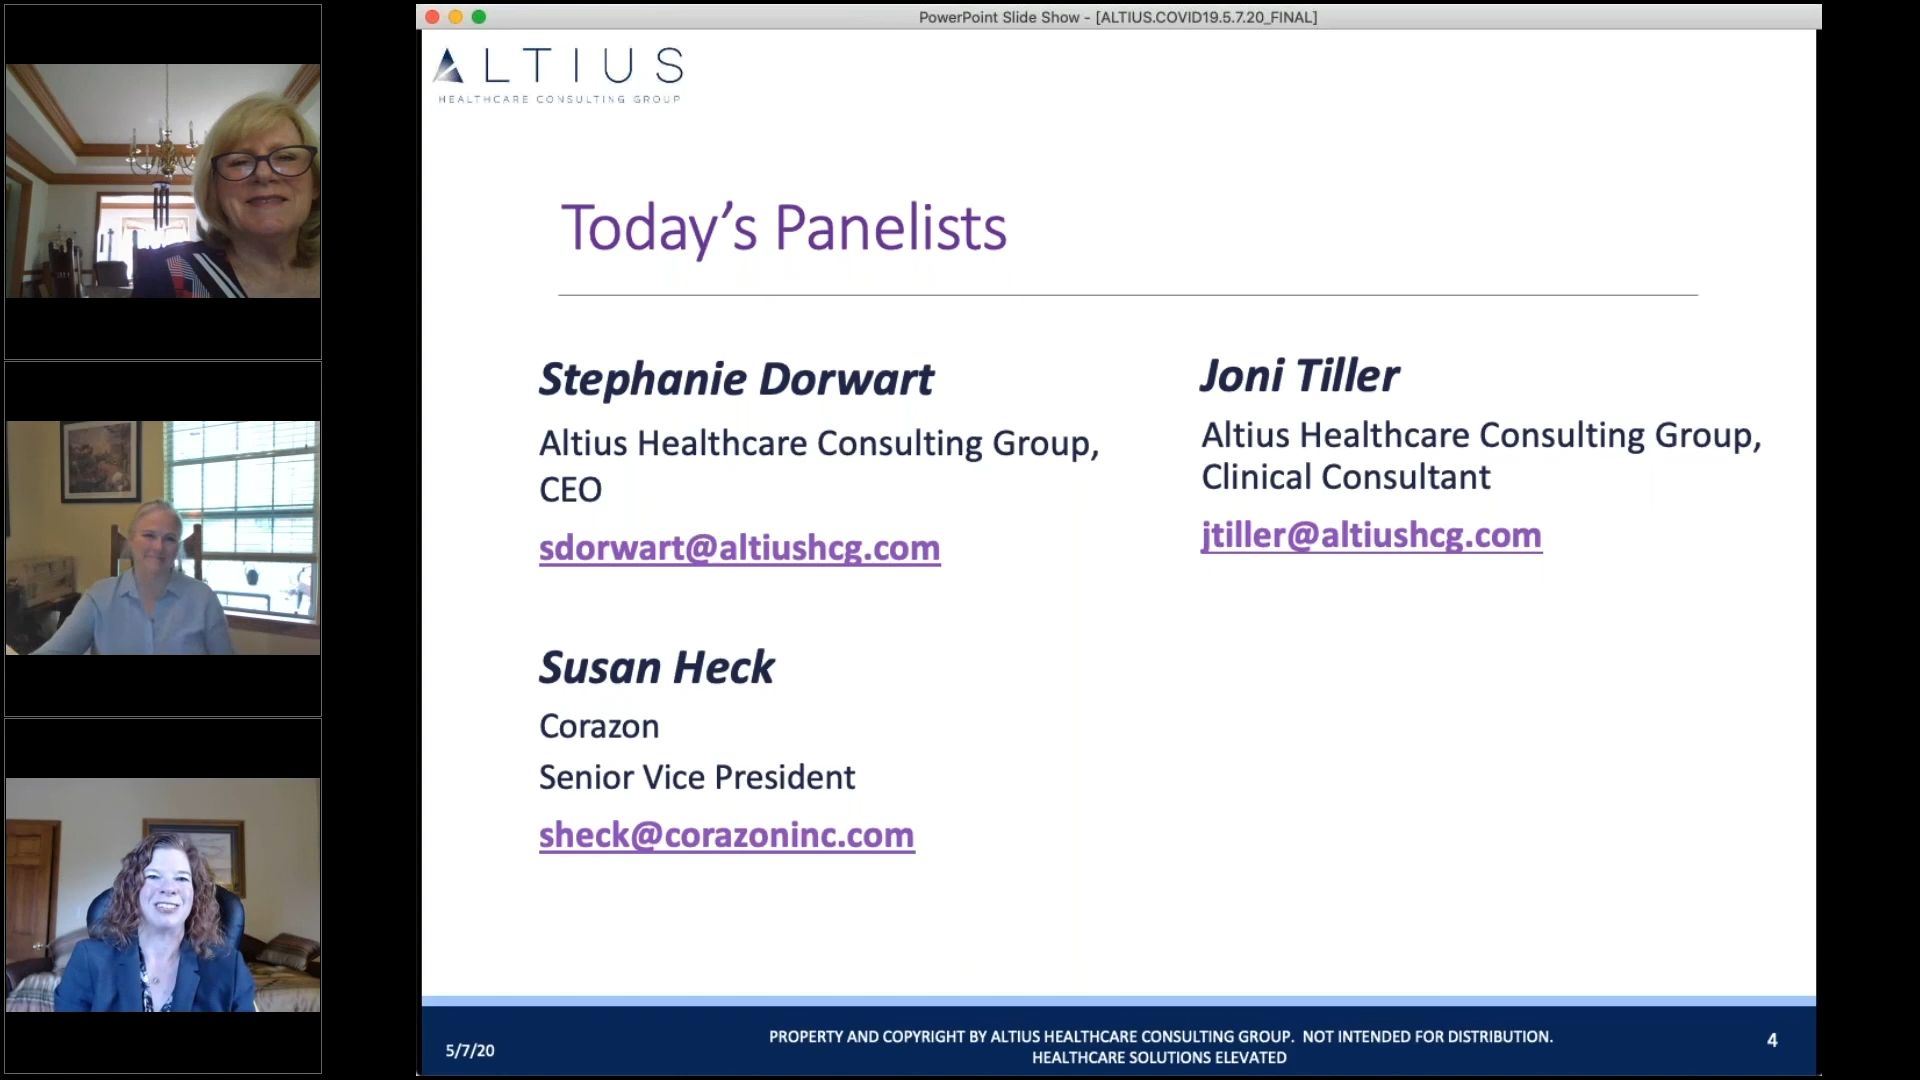 PowerPoint Slide Show - [ALTIUS.COVID19.5.7.20_FINAL]
ALTIUS
HEALTHCARE CONSULTING GROUP
Today’s Panelists
Stephanie Dorwart
Altius Healthcare Consulting Group,
CEO
sdorwart@altiushcg.com
Joni Tiller
Altius Healthcare Consulting Group,
Clinical Consultant
jtiller@altiushcg.com
Susan Heck
Corazon
Senior Vice President
sheck@corazoninc.com
5/7/20
PROPERTY AND COPYRIGHT BY ALTIUS HEALTHCARE CONSULTING GROUP. NOT INTENDED FOR DISTRIBUTION.
HEALTHCARE SOLUTIONS ELEVATED
4